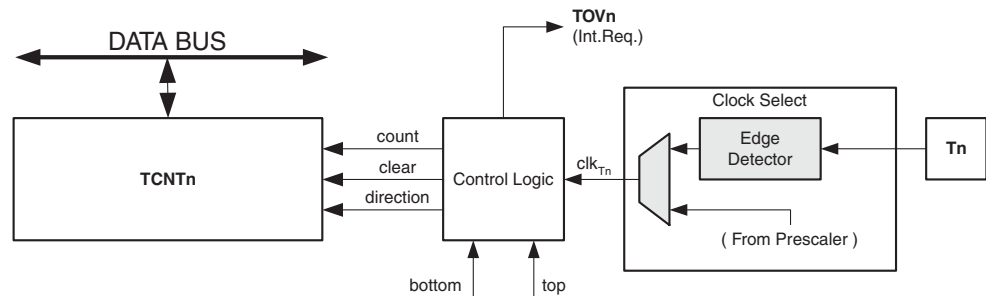 TOVn
(Int.Req.)
DATA BUS
Clock Select
count
Edge
Detector
Tn
TCNTn
clear
Control Logic
clkTn
direction
( From Prescaler )
bottom
top